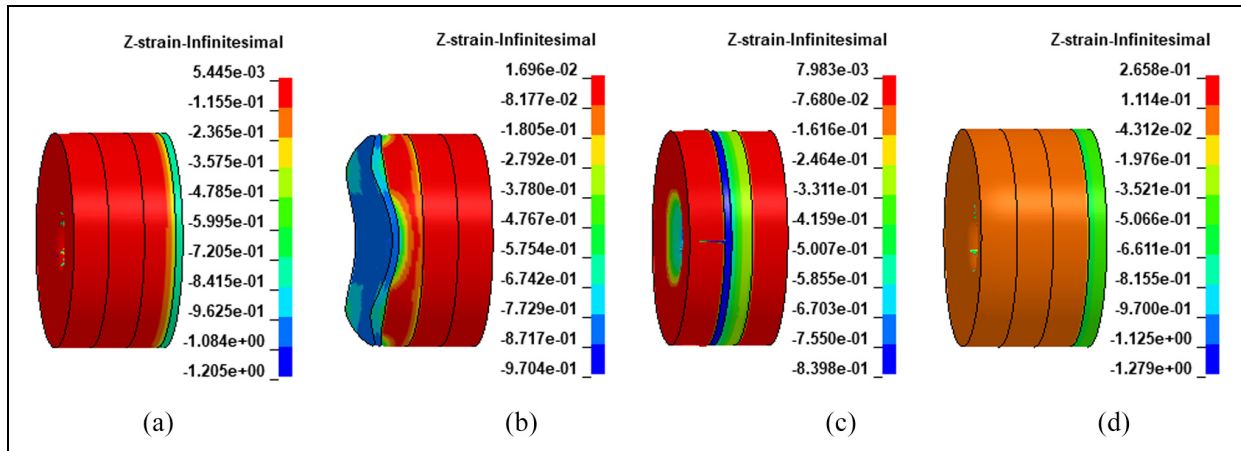 Z-strain-Infinitesimal
5.445e-03
-1.155e-01
-2.365e-01
-3.575e-01
-4.785e-01
-5.995e-01
-7.205e-01
-8.415e-01
-9.625e-01
-1.084e+00
-1.205e+00
(a)
Z-strain-Infinitesimal
1.696e-02
-8.177e-02
-1.805e-01
-2.792e-01
-3.780e-01
-4.767e-01
-5.754e-01
-6.742e-01
-7.729e-01
-8.717e-01
-9.704e-01
(b)
Z-strain-Infinitesimal
7.983e-03
-7.680e-02
-1.616e-01
-2.464e-01
-3.311e-01
-4.159e-01
-5.007e-01
-5.855e-01
-6.703e-01
-7.550e-01
-8.398e-01
(c)
Z-strain-Infinitesimal
2.658e-01
1.114e-01
-4.312e-02
-1.976e-01
-3.521e-01
-5.066e-01
-6.611e-01
-8.155e-01
-9.700e-01
-1.125e+00
-1.279e+00
(d)